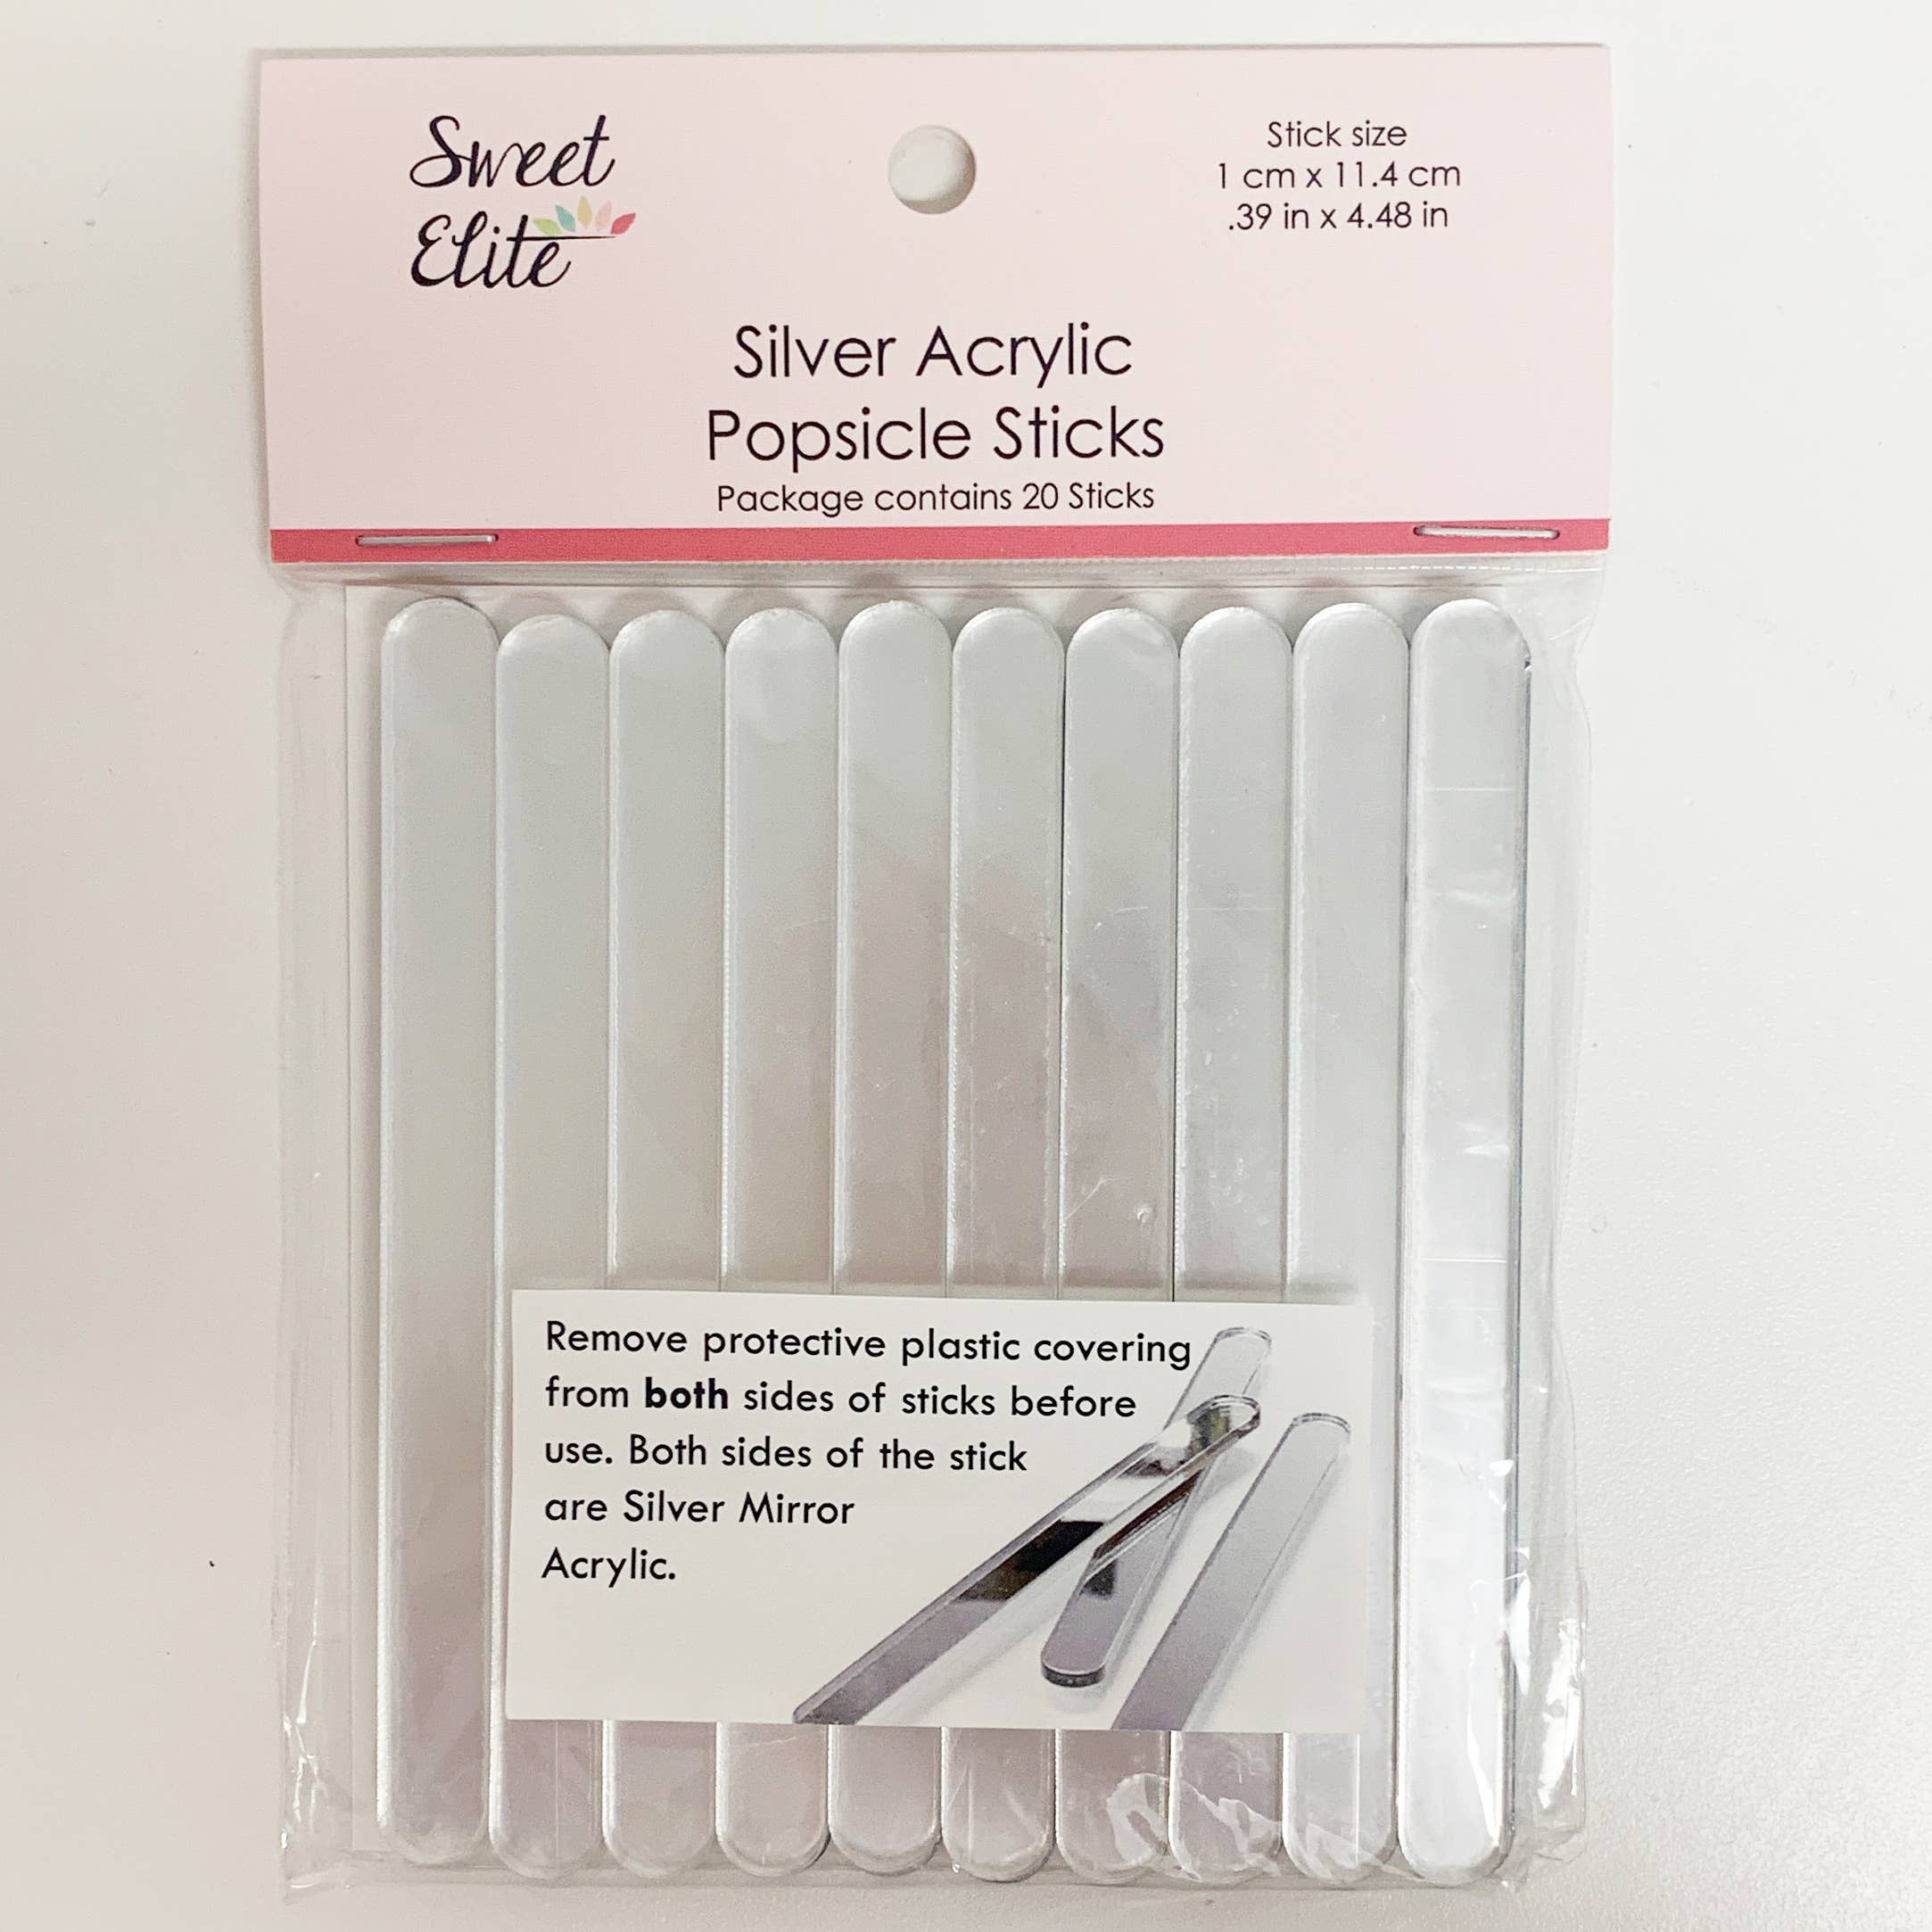 Sweet
Elite
Stick size
1 cm x 11.4 cm
.39 in x 4.48 in
Silver Acrylic
Popsicle Sticks
Package contains 20 Sticks
Remove protective plastic covering
from both sides of sticks before
use. Both sides of the stick
are Silver Mirror
Acrylic.